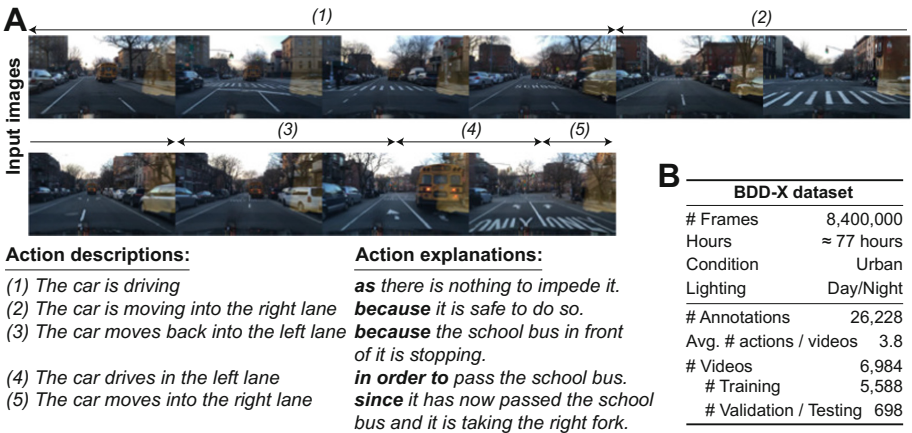 A
(1)
(2)
Input images
SCHOOL
(3)
(4)
(5)
ONLY ONLY
Action descriptions:
Action explanations:
(1) The car is driving
as there is nothing to impede it.
(2) The car is moving into the right lane
because it is safe to do so.
(3) The car moves back into the left lane
because the school bus in front
of it is stopping.
(4) The car drives in the left lane
in order to pass the school bus.
(5) The car moves into the right lane
since it has now passed the school
bus and it is taking the right fork.
B
BDD-X dataset
# Frames 8,400,000
Hours ≈ 77 hours
Condition Urban
Lighting Day/Night
# Annotations 26,228
Avg. # actions / videos 3.8
# Videos 6,984
# Training 5,588
# Validation / Testing 698